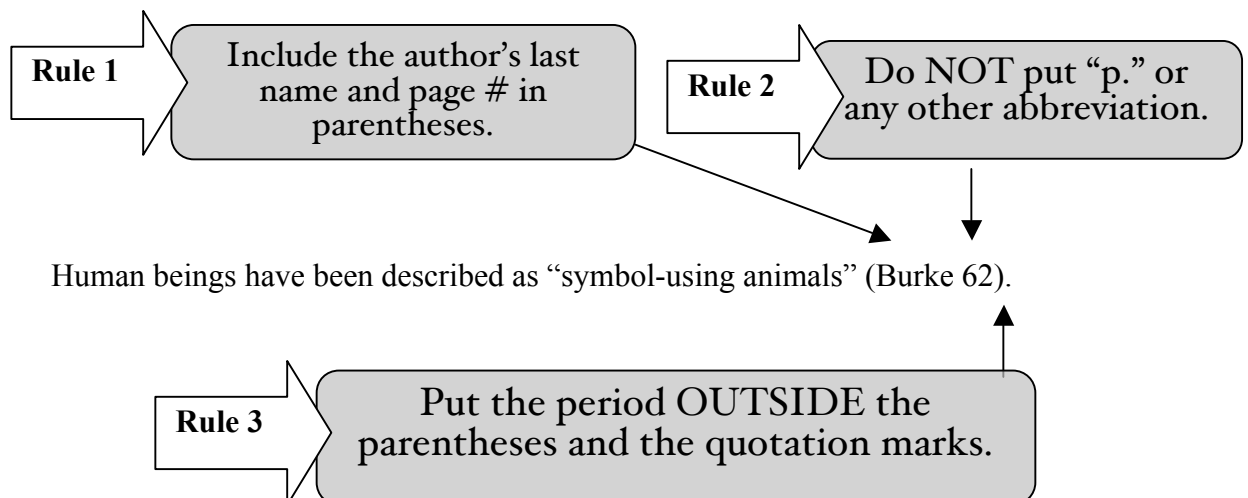 Rule 1
Include the author’s last
name and page # in
parentheses.
Rule 2
Do NOT put “p.” or
any other abbreviation.
Human beings have been described as “symbol-using animals” (Burke 62).
Rule 3
Put the period OUTSIDE the
parentheses and the quotation marks.